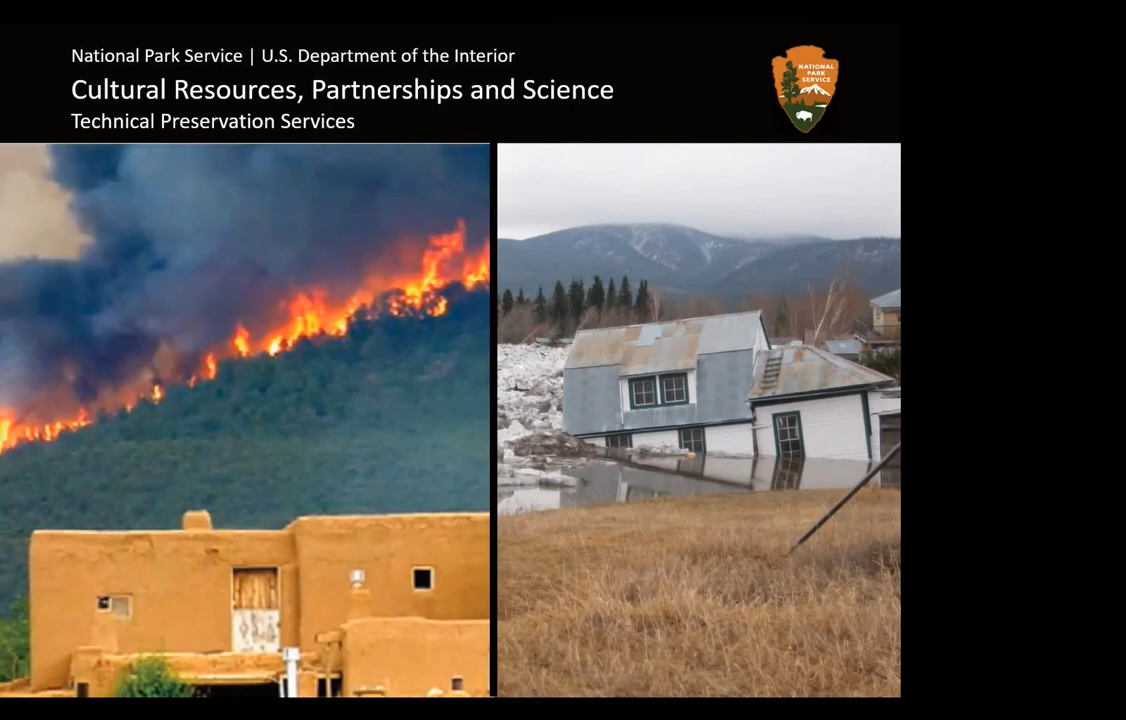 National Park Service | U.S. Department of the Interior
Cultural Resources, Partnerships and Science
Technical Preservation Services
NATIONAL
PARK
SERVICE